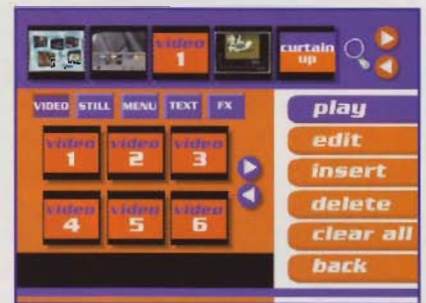 video
1
curtain
up
VIDEO STILL MENU TEXT FX
play
edit
insert
delete
clear all
back
video
1
video
2
video
3
video
4
video
5
video
6